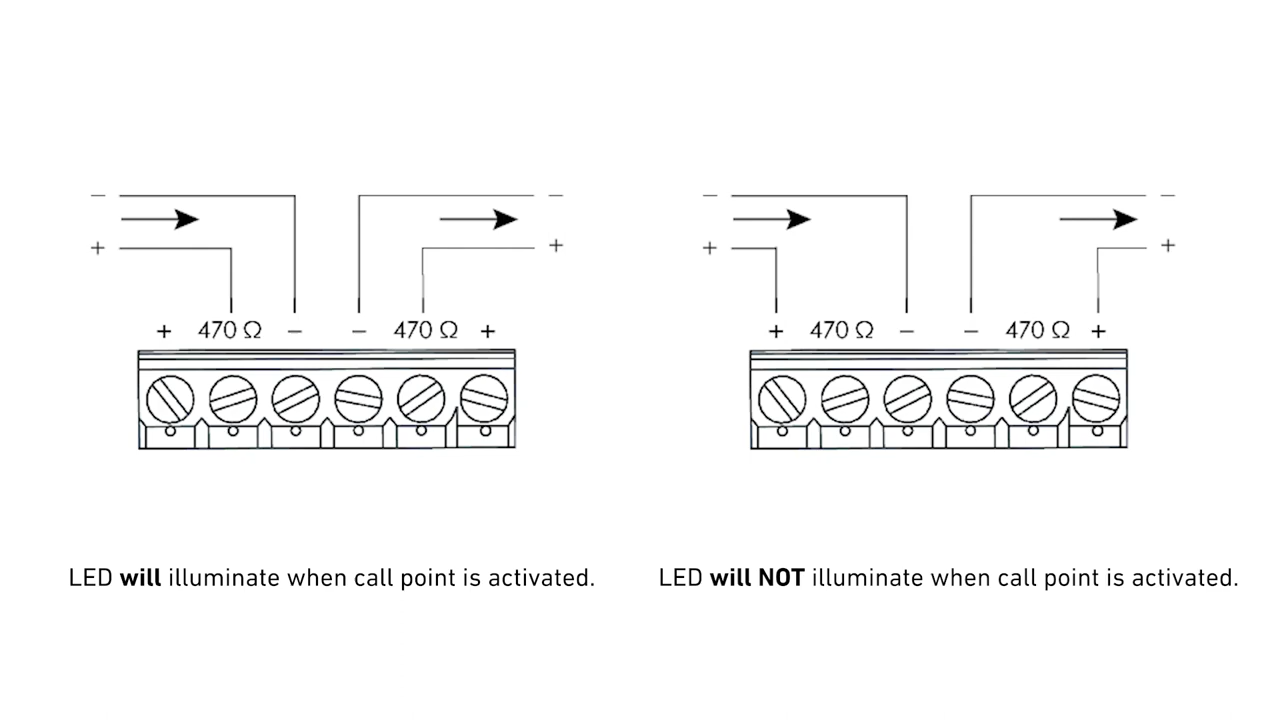 − −
+ +
+ 470 Ω − − 470 Ω +
LED will illuminate when call point is activated.
− −
+ +
+ 470 Ω − − 470 Ω +
LED will NOT illuminate when call point is activated.